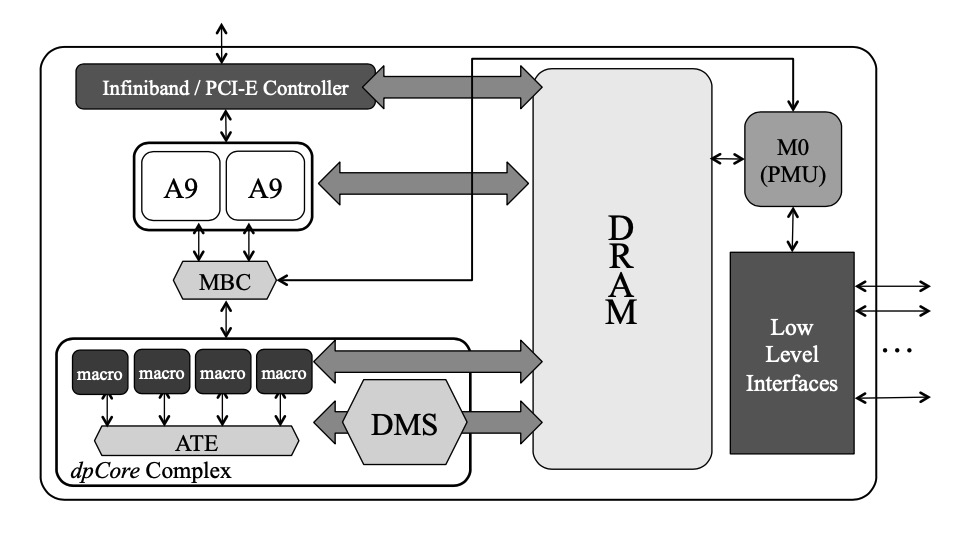 Infiniband / PCI-E Controller
A9
A9
MBC
macro
macro
macro
macro
ATE
dpCore Complex
DMS
D
R
A
M
M0
(PMU)
Low
Level
Interfaces
...